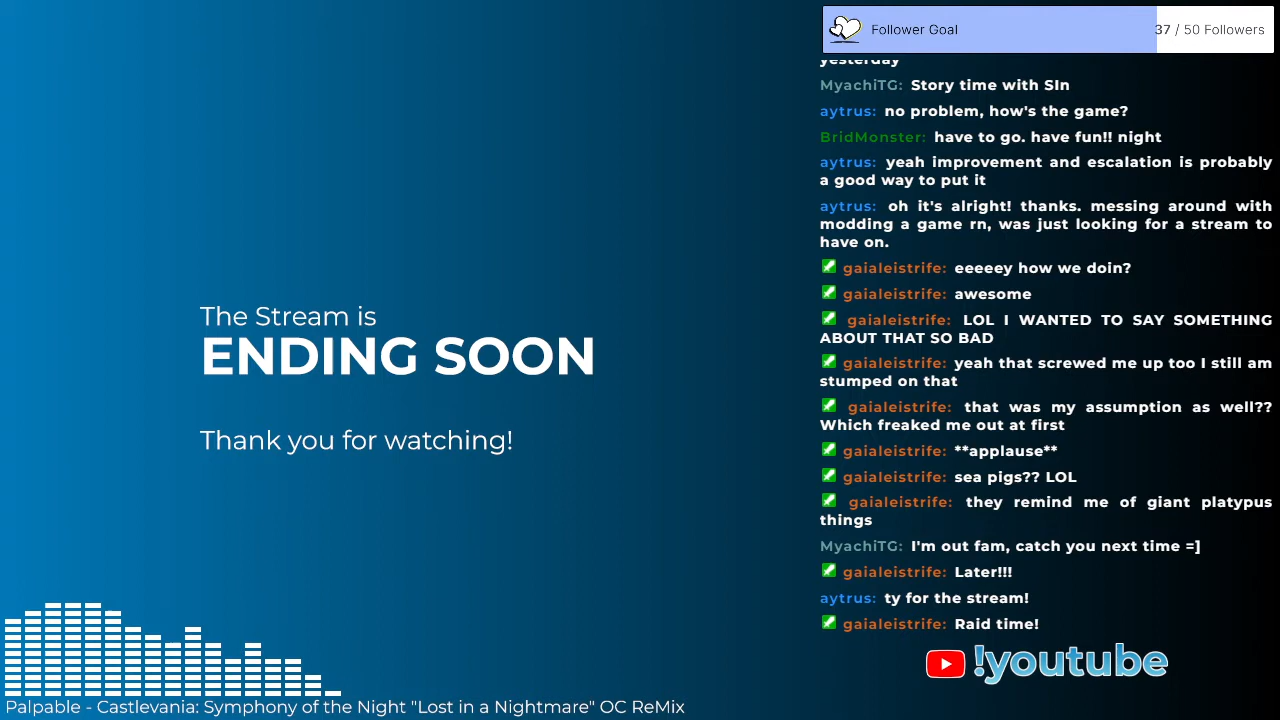 Follower Goal
37 / 50 Followers
yesterday
MyachiTG: Story time with SIn
aytrus: no problem, how's the game?
BridMonster: have to go. have fun!! night
aytrus: yeah improvement and escalation is probably
a good way to put it
aytrus: oh it's alright! thanks. messing around with
modding a game rn, was just looking for a stream to
have on.
gaialeistrife: eeeeey how we doin?
gaialeistrife: awesome
gaialeistrife: LOL I WANTED TO SAY SOMETHING
ABOUT THAT SO BAD
gaialeistrife: yeah that screwed me up too I still am
stumped on that
gaialeistrife: that was my assumption as well??
Which freaked me out at first
gaialeistrife: **applause**
gaialeistrife: sea pigs?? LOL
gaialeistrife: they remind me of giant platypus
things
MyachiTG: I'm out fam, catch you next time =]
gaialeistrife: Later!!!
aytrus: ty for the stream!
gaialeistrife: Raid time!
!youtube
The Stream is
ENDING SOON
Thank you for watching!
Palpable - Castlevania: Symphony of the Night "Lost in a Nightmare" OC ReMix